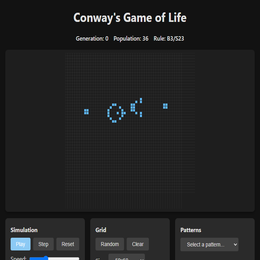 Conway's Game of Life
Generation: 0 Population: 36 Rule: B3/S23
Simulation
Play Step Reset
Speed:
Grid
Random Clear
Patterns
Select a pattern...